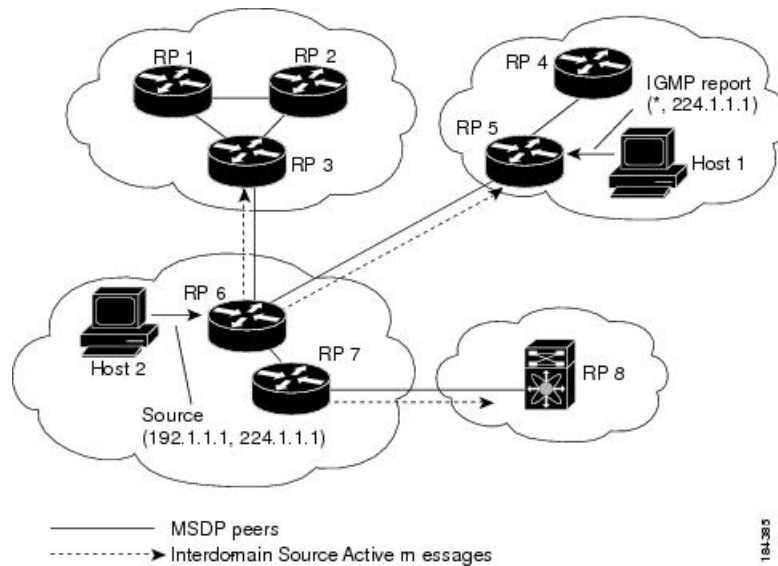 RP 1
RP 2
RP 3
RP 4
IGMP report
(*, 224.1.1.1)
RP 5
Host 1
RP 6
Host 2
RP 7
RP 8
Source
(192.1.1.1, 224.1.1.1)
MSDP peers
Interdomain Source Active m essages
184385